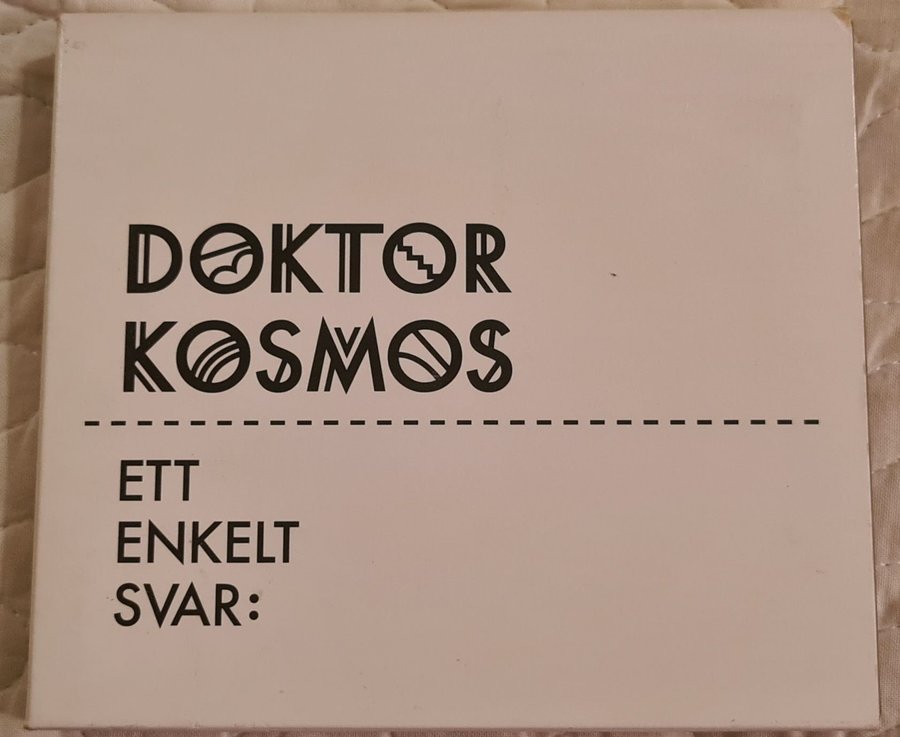 DOKTOR
KOSMOS
ETT
ENKELT
SVAR: